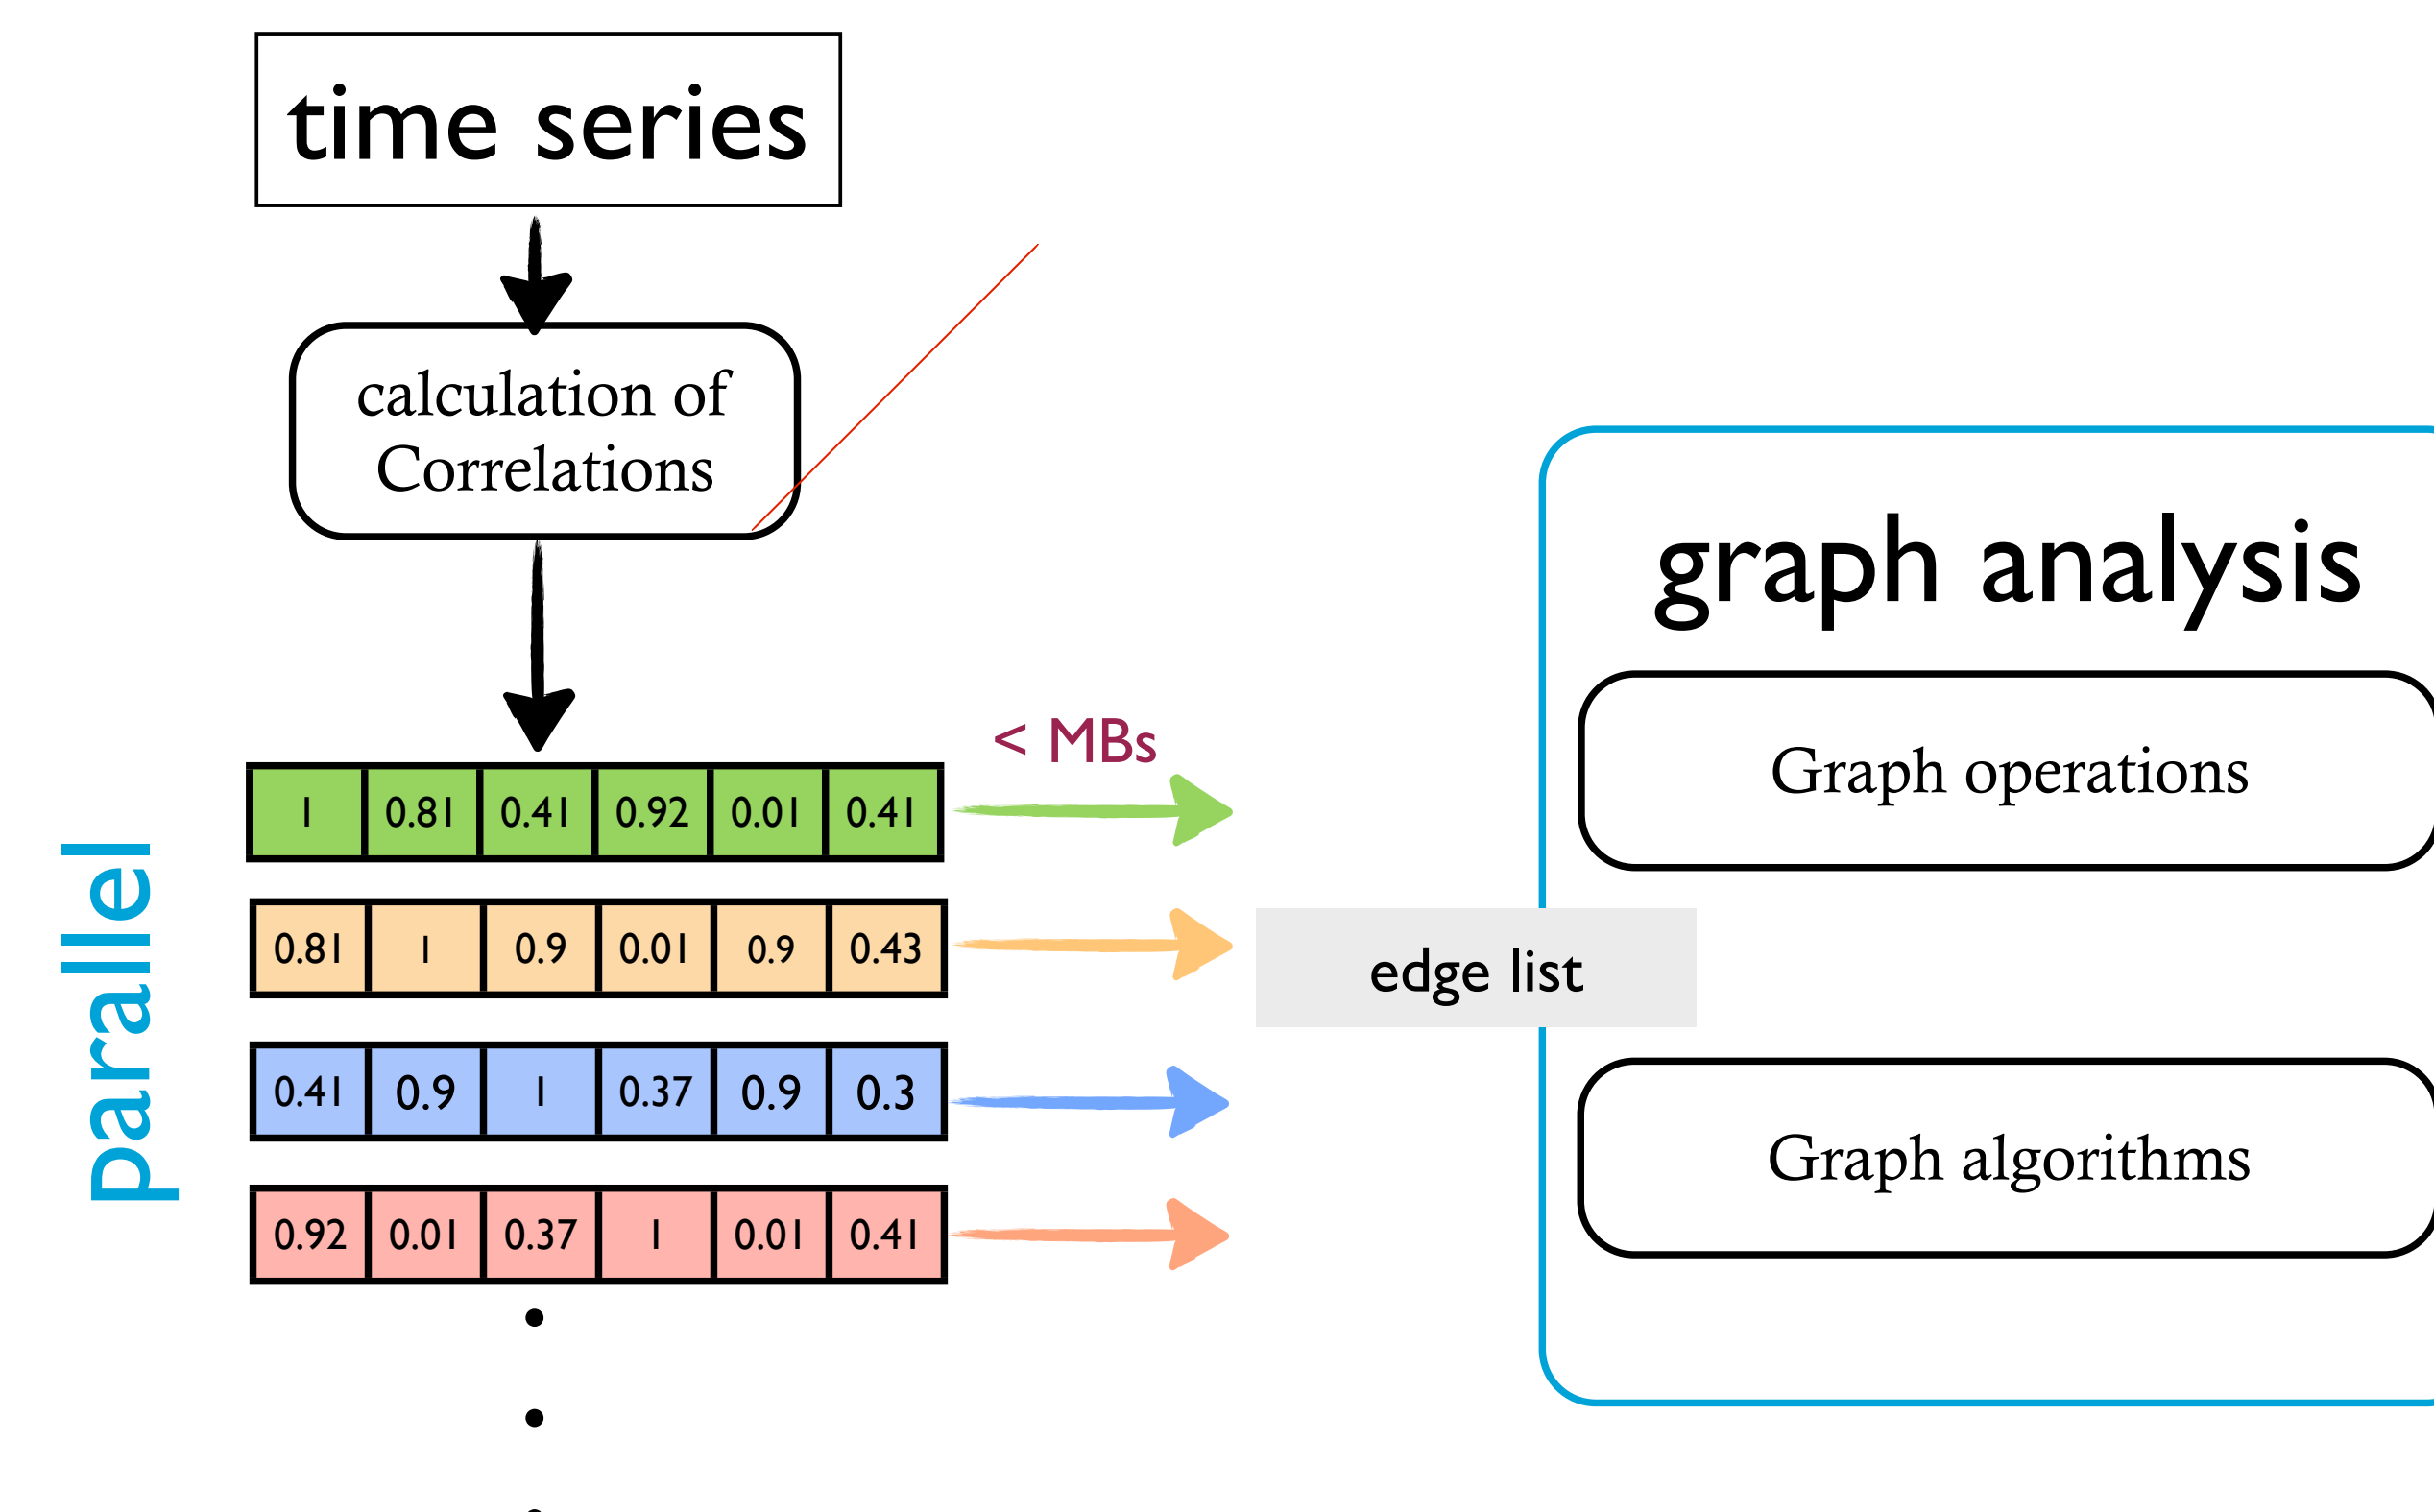 time series
calculation of
Correlations
graph analysis
< MBs
Graph operations
1 0.81 0.41 0.92 0.01 0.41
parallel
0.81 1 0.9 0.01 0.9 0.43
edge list
0.41 0.9 1 0.37 0.9 0.3
Graph algorithms
0.92 0.01 0.37 1 0.01 0.41